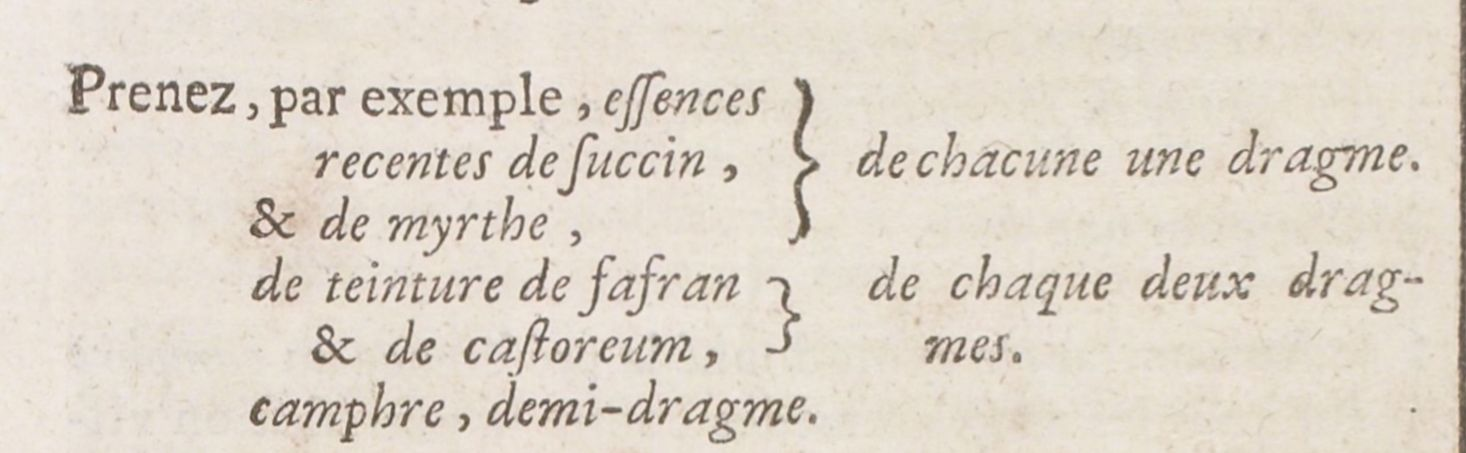 Prenez, par exemple, eſſences
recentes de ſuccin, } de chacune une dragme.
& de myrthe,
de teinture de ſafran } de chaque deux drag-
& de caſtoreum, mes.
camphre, demi-dragme.